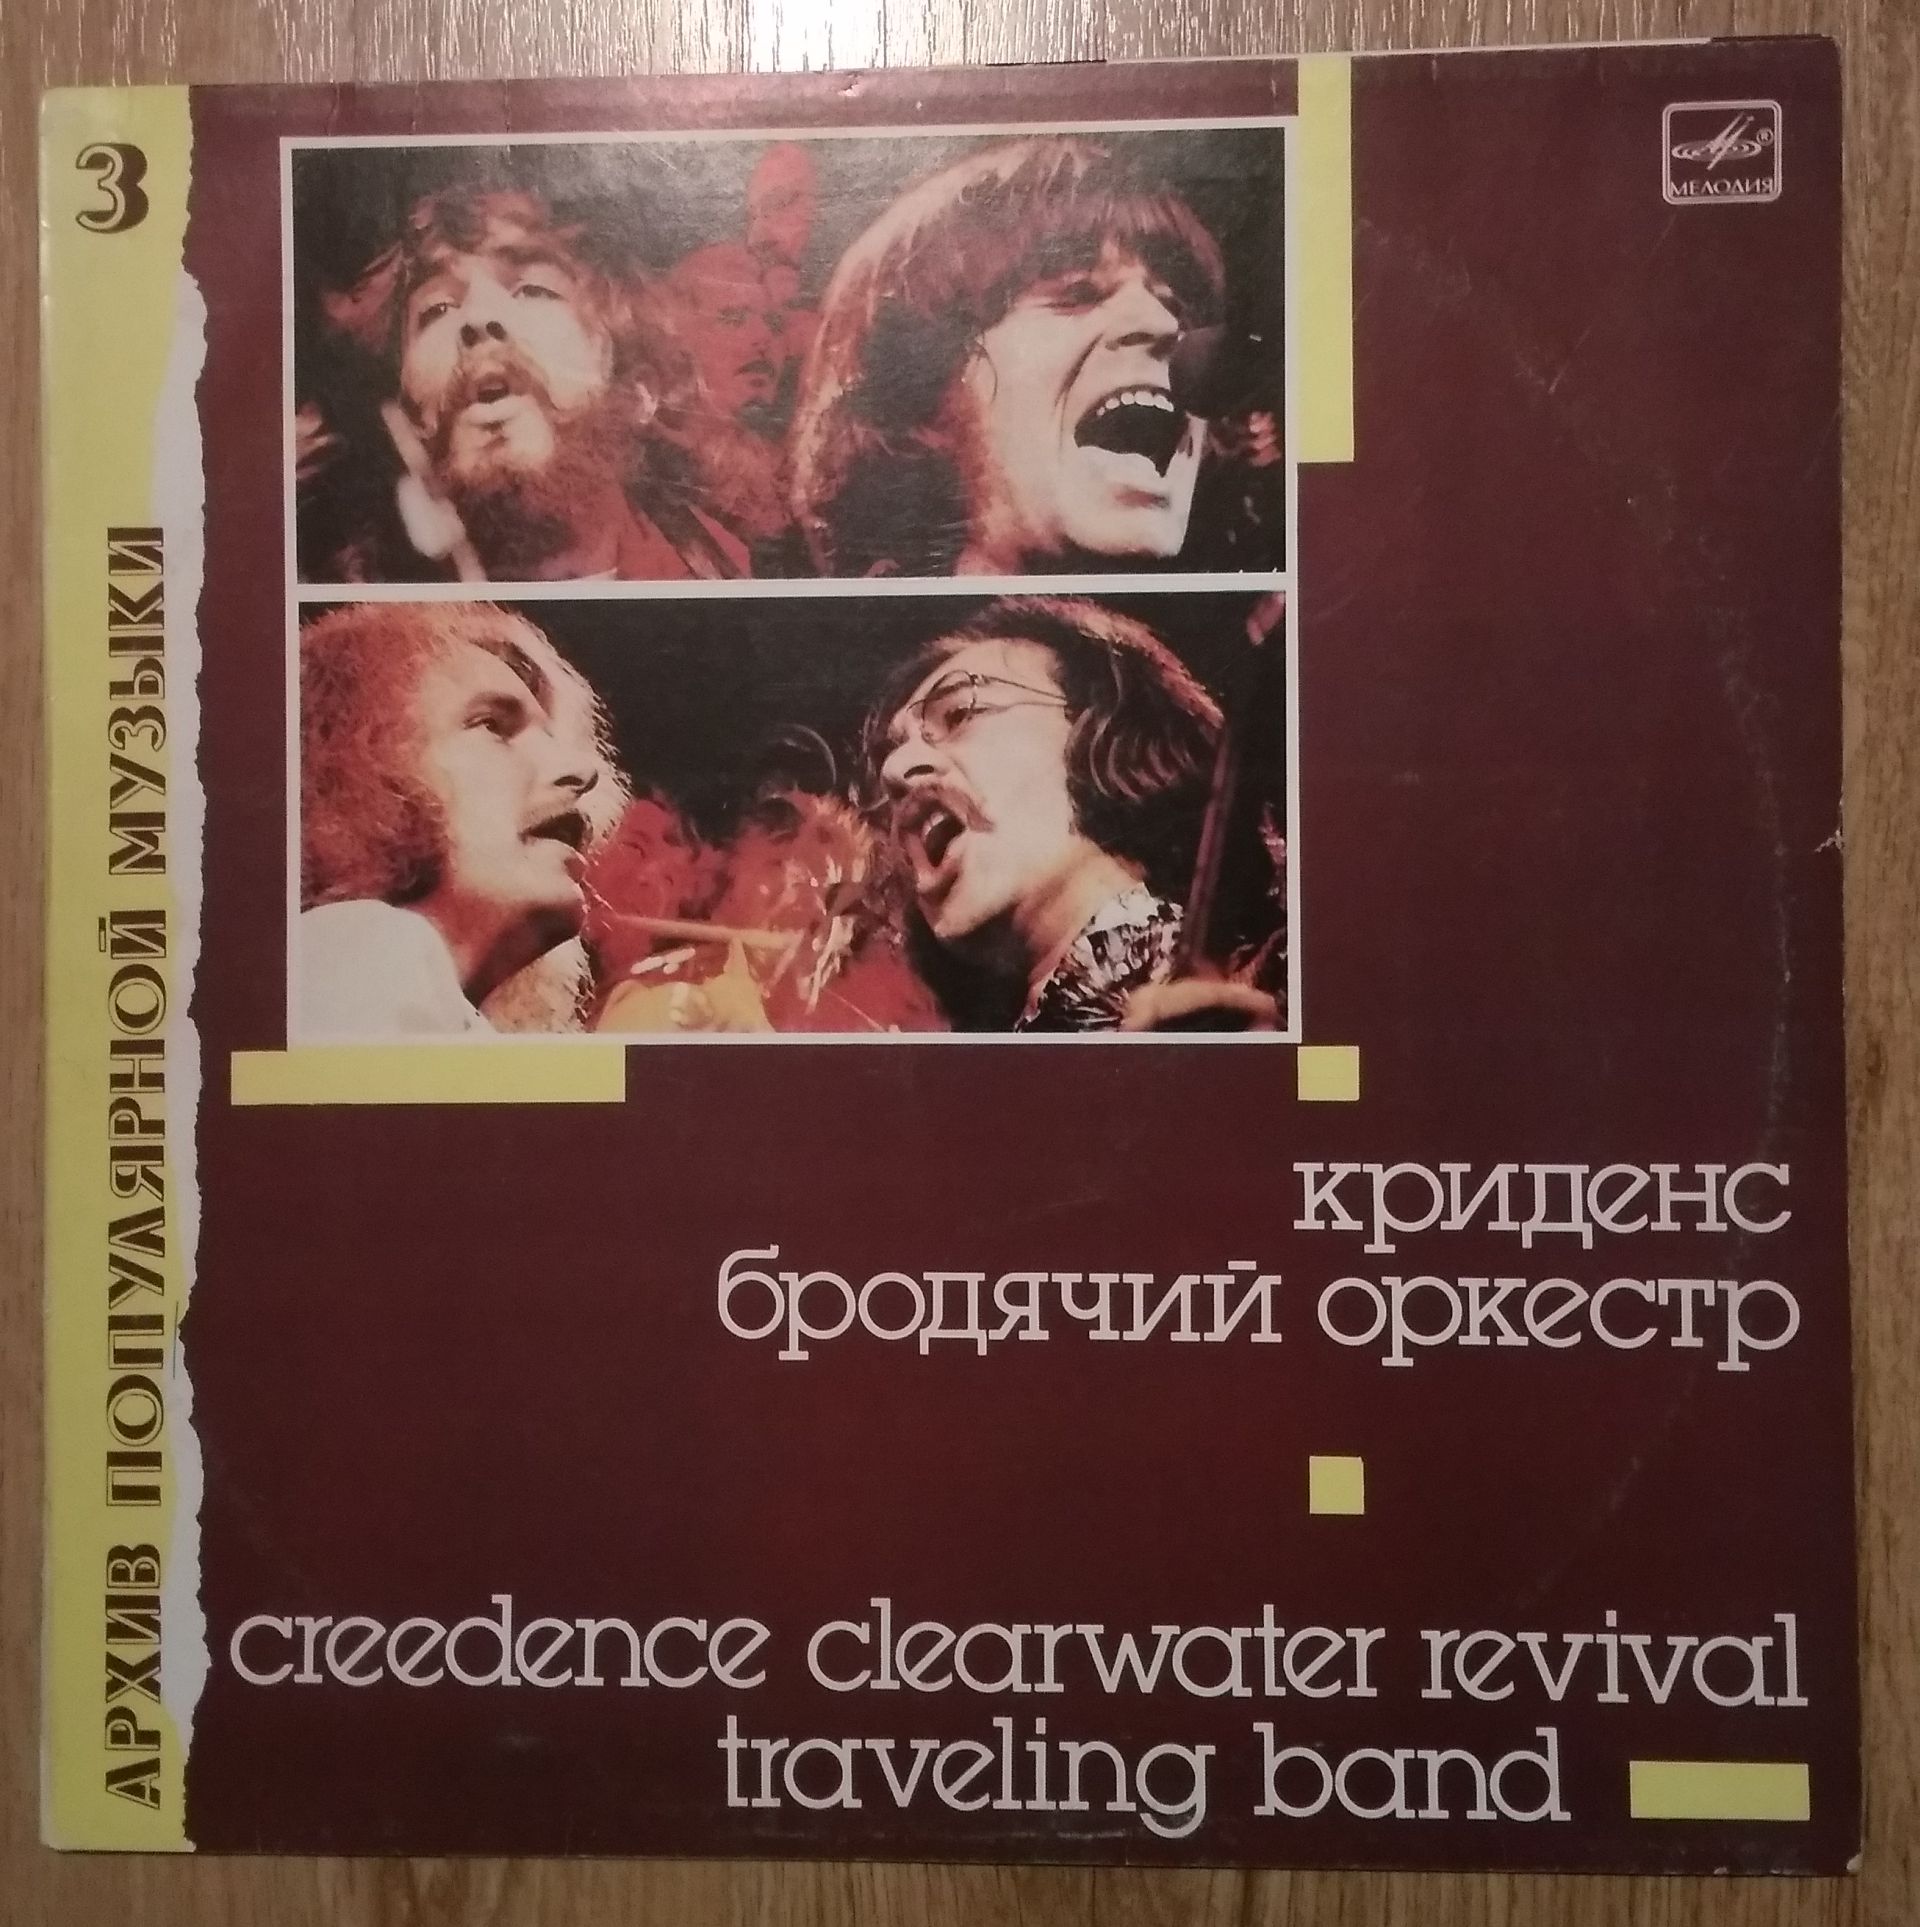 3
АРХИВ ПОПУЛЯРНОЙ МУЗЫКИ
® МЕЛОДИЯ
криденс
бродячий оркестр
creedence clearwater revival
traveling band